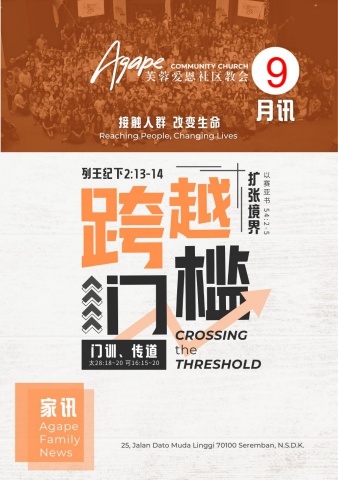 Agape
COMMUNITY CHURCH
芙蓉爱恩社区教会
9
月讯
接触人群 改变生命
Reaching People, Changing Lives
列王纪下2:13-14
扩张境界
以赛亚书 54:2-5
跨越
门槛
CROSSING
the
THRESHOLD
门训、传道
太28:18-20 可16:15-20
家讯
Agape
Family
News
25, Jalan Dato Muda Linggi 70100 Seremban, N.S.D.K.